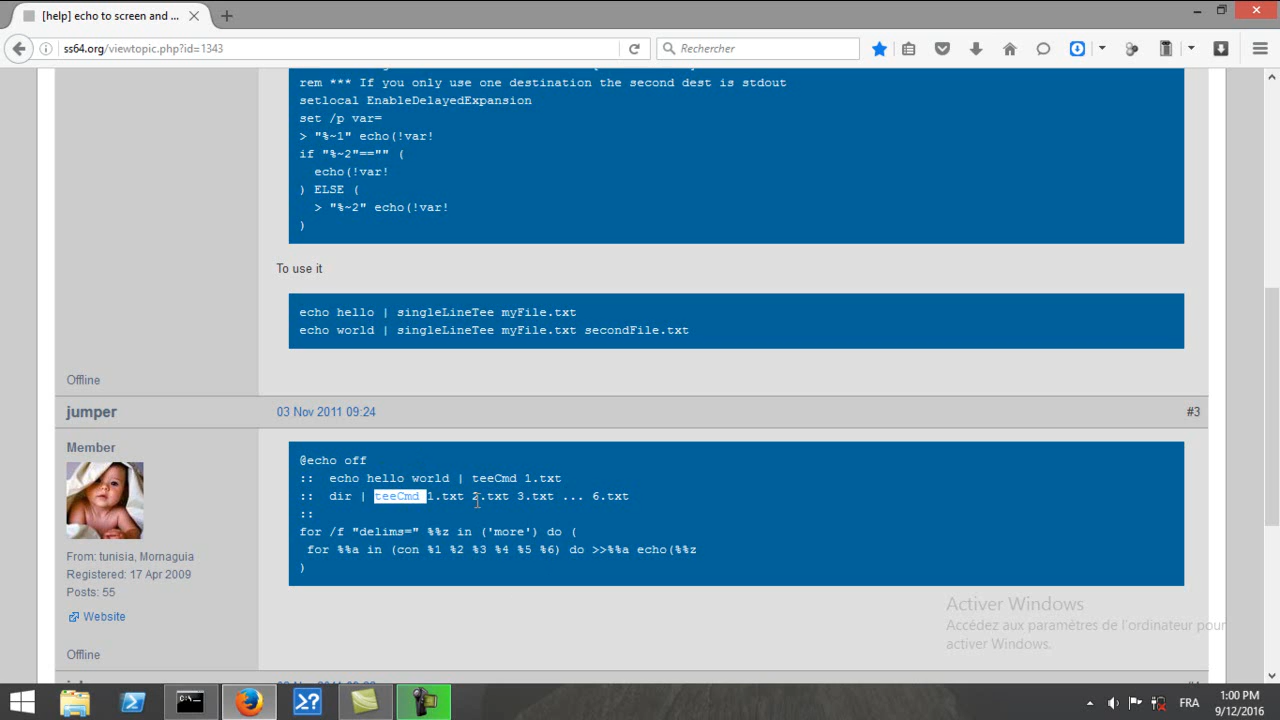 [help] echo to screen and ...
ss64.org/viewtopic.php?id=1343
Rechercher
rem *** If you only use one destination the second dest is stdout
setlocal EnableDelayedExpansion
set /p var=
> "%~1" echo(!var!
if "%~2"=="" (
echo(!var!
) ELSE (
> "%~2" echo(!var!
)
To use it
echo hello | singleLineTee myFile.txt
echo world | singleLineTee myFile.txt secondFile.txt
Offline
jumper
03 Nov 2011 09:24
#3
Member
From: tunisia, Mornaguia
Registered: 17 Apr 2009
Posts: 55
Website
Offline
@echo off
:: echo hello world | teeCmd 1.txt
:: dir | teeCmd 1.txt 2.txt 3.txt ... 6.txt
::
for /f "delims=" %%z in ('more') do (
for %%a in (con %1 %2 %3 %4 %5 %6) do >>%%a echo(%%z
)
Activer Windows
Accédez aux paramètres de l'ordinateur pour
activer Windows.
FRA
1:00 PM
9/12/2016